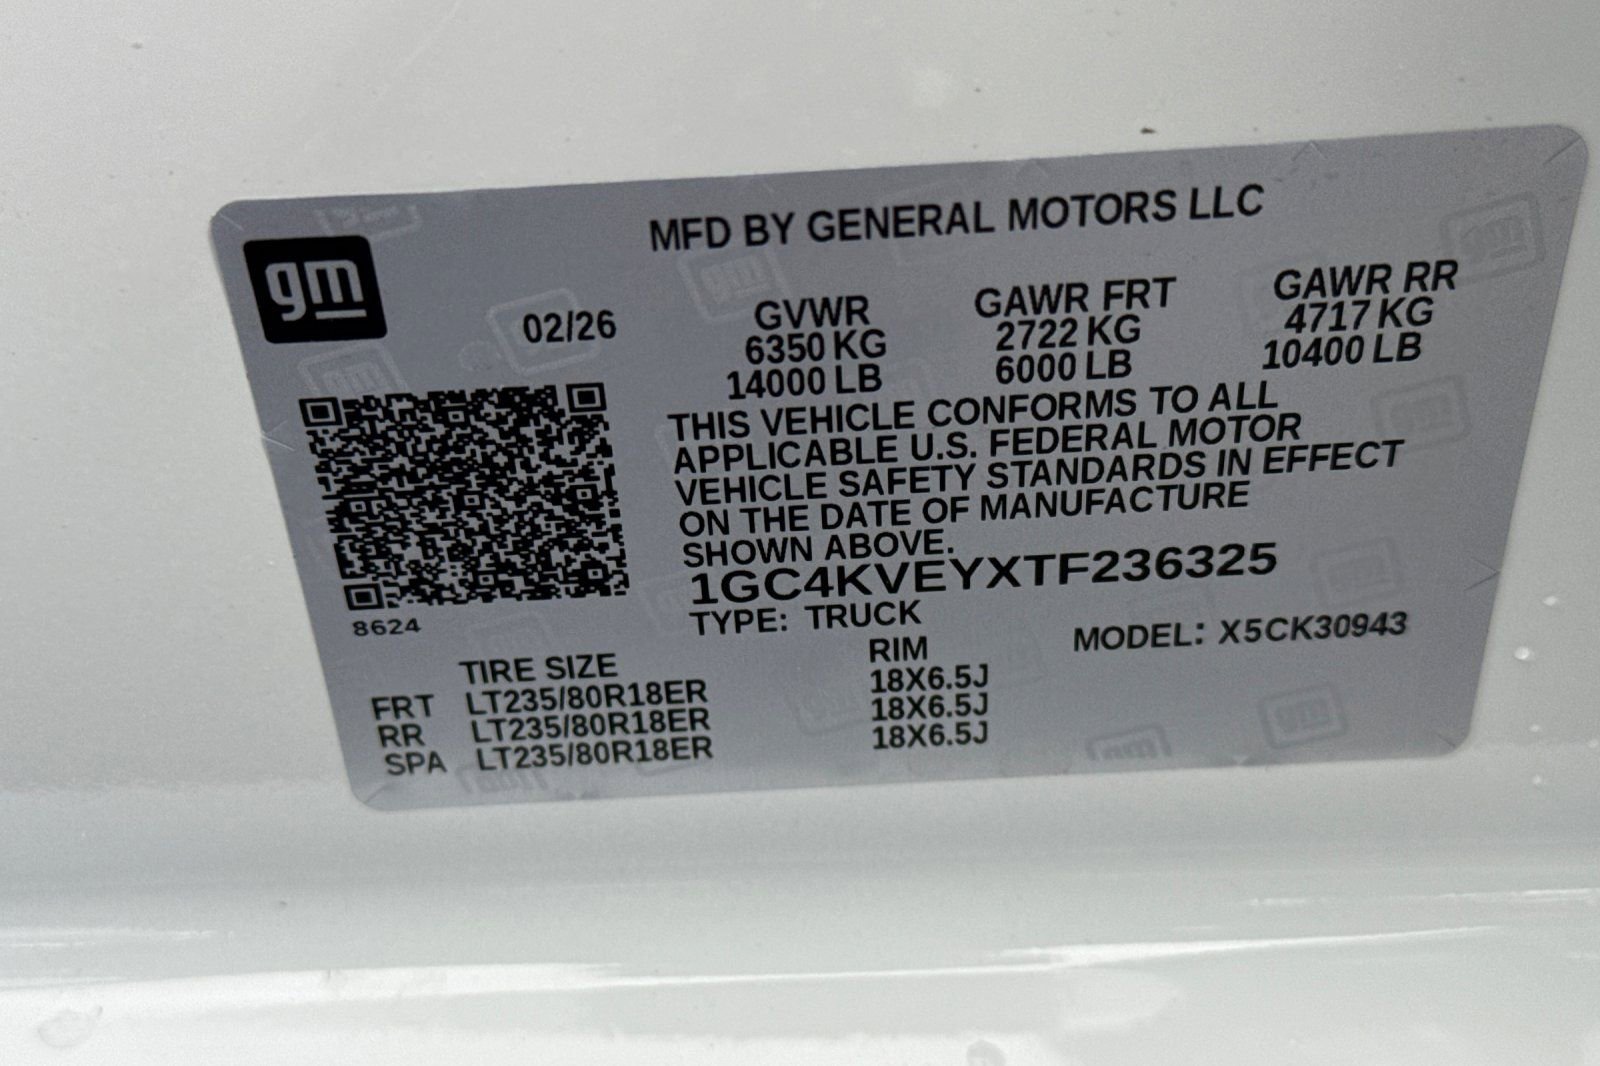 MFD BY GENERAL MOTORS LLC
gm
02/26
GVWR GAWR FRT GAWR RR
6350 KG 2722 KG 4717 KG
14000 LB 6000 LB 10400 LB
THIS VEHICLE CONFORMS TO ALL
APPLICABLE U.S. FEDERAL MOTOR
VEHICLE SAFETY STANDARDS IN EFFECT
ON THE DATE OF MANUFACTURE
SHOWN ABOVE.
1GC4KVEYXTF236325
8624
TYPE: TRUCK MODEL: X5CK30943
TIRE SIZE RIM
FRT LT235/80R18ER 18X6.5J
RR LT235/80R18ER 18X6.5J
SPA LT235/80R18ER 18X6.5J